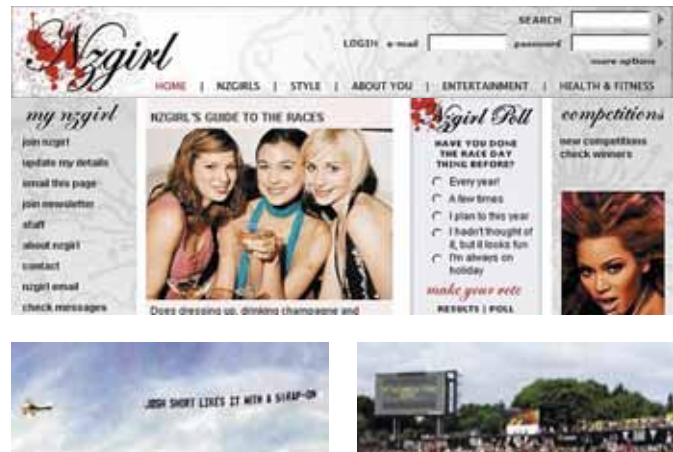 Nzgirl
SEARCH
LOGIN e-mail password
more options
HOME | NZGIRLS | STYLE | ABOUT YOU | ENTERTAINMENT | HEALTH & FITNESS
my nzgirl
join nzgirl
update my details
email this page
join newsletter
staff
about nzgirl
contact
nzgirl email
check messages
NZGIRL'S GUIDE TO THE RACES
Does dressing up, drinking champagne and
Nzgirl Poll
HAVE YOU DONE
THE RACE DAY
THING BEFORE?
Every year!
A few times
I plan to this year
I hadn't thought of
it, but it looks fun
I'm always on
holiday
make your vote
RESULTS | POLL
competitions
new competitions
check winners
JOSH SHORT LIKES IT WITH A STRAP-ON